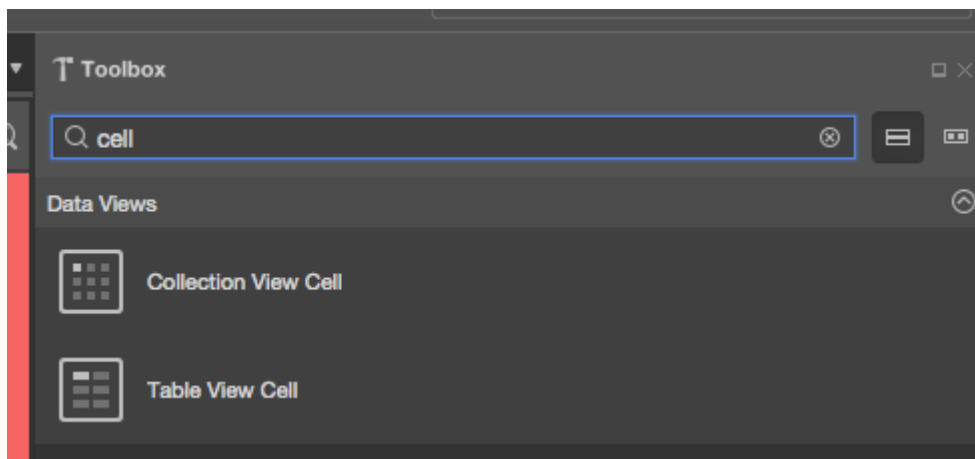 Toolbox
cell
Data Views
Collection View Cell
Table View Cell